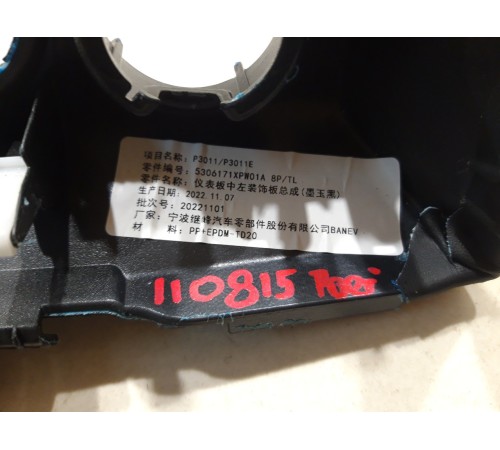 项目名称: P3011/P3011E
零件编号: 5306171XPW01A 8P/TL
零件名称: 仪表板中左装饰板总成(墨玉黑)
生产日期: 2022.11.07
批次号: 20221101
厂家: 宁波继峰汽车零部件股份有限公司BANEV
材 料: PP+EPDM-TD20
110815